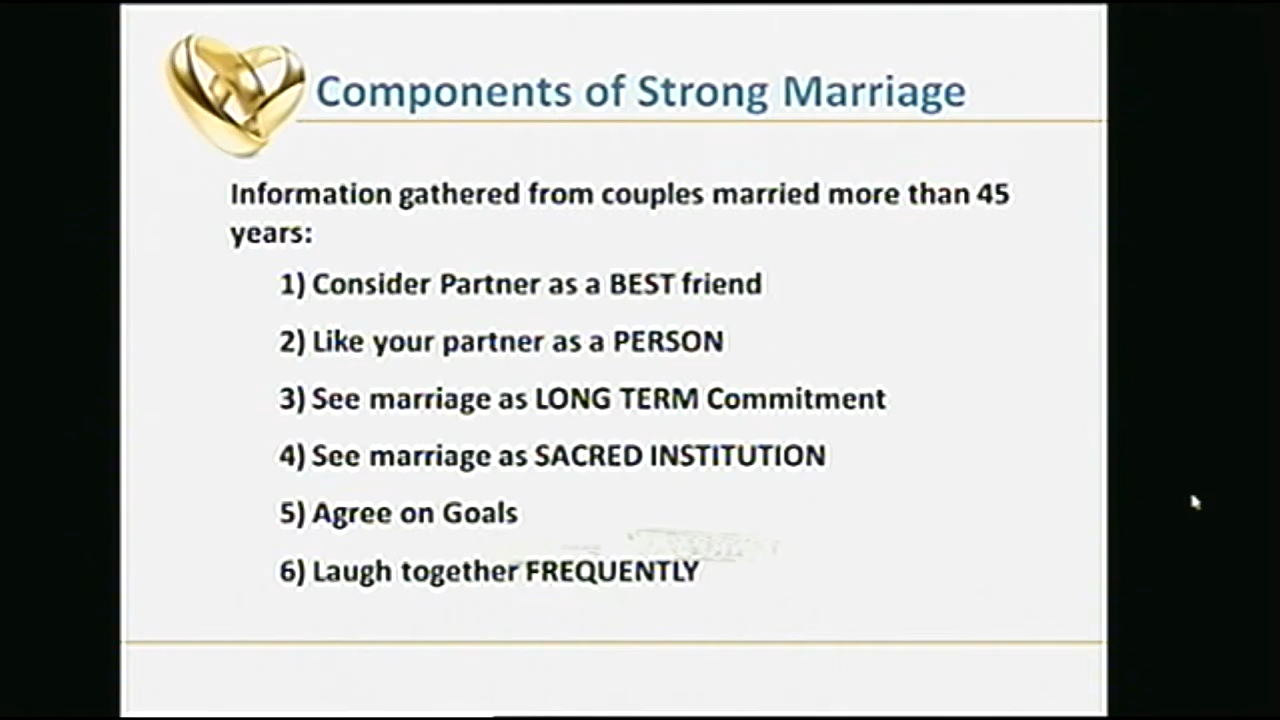 Components of Strong Marriage
Information gathered from couples married more than 45
years:
1) Consider Partner as a BEST friend
2) Like your partner as a PERSON
3) See marriage as LONG TERM Commitment
4) See marriage as SACRED INSTITUTION
5) Agree on Goals
6) Laugh together FREQUENTLY